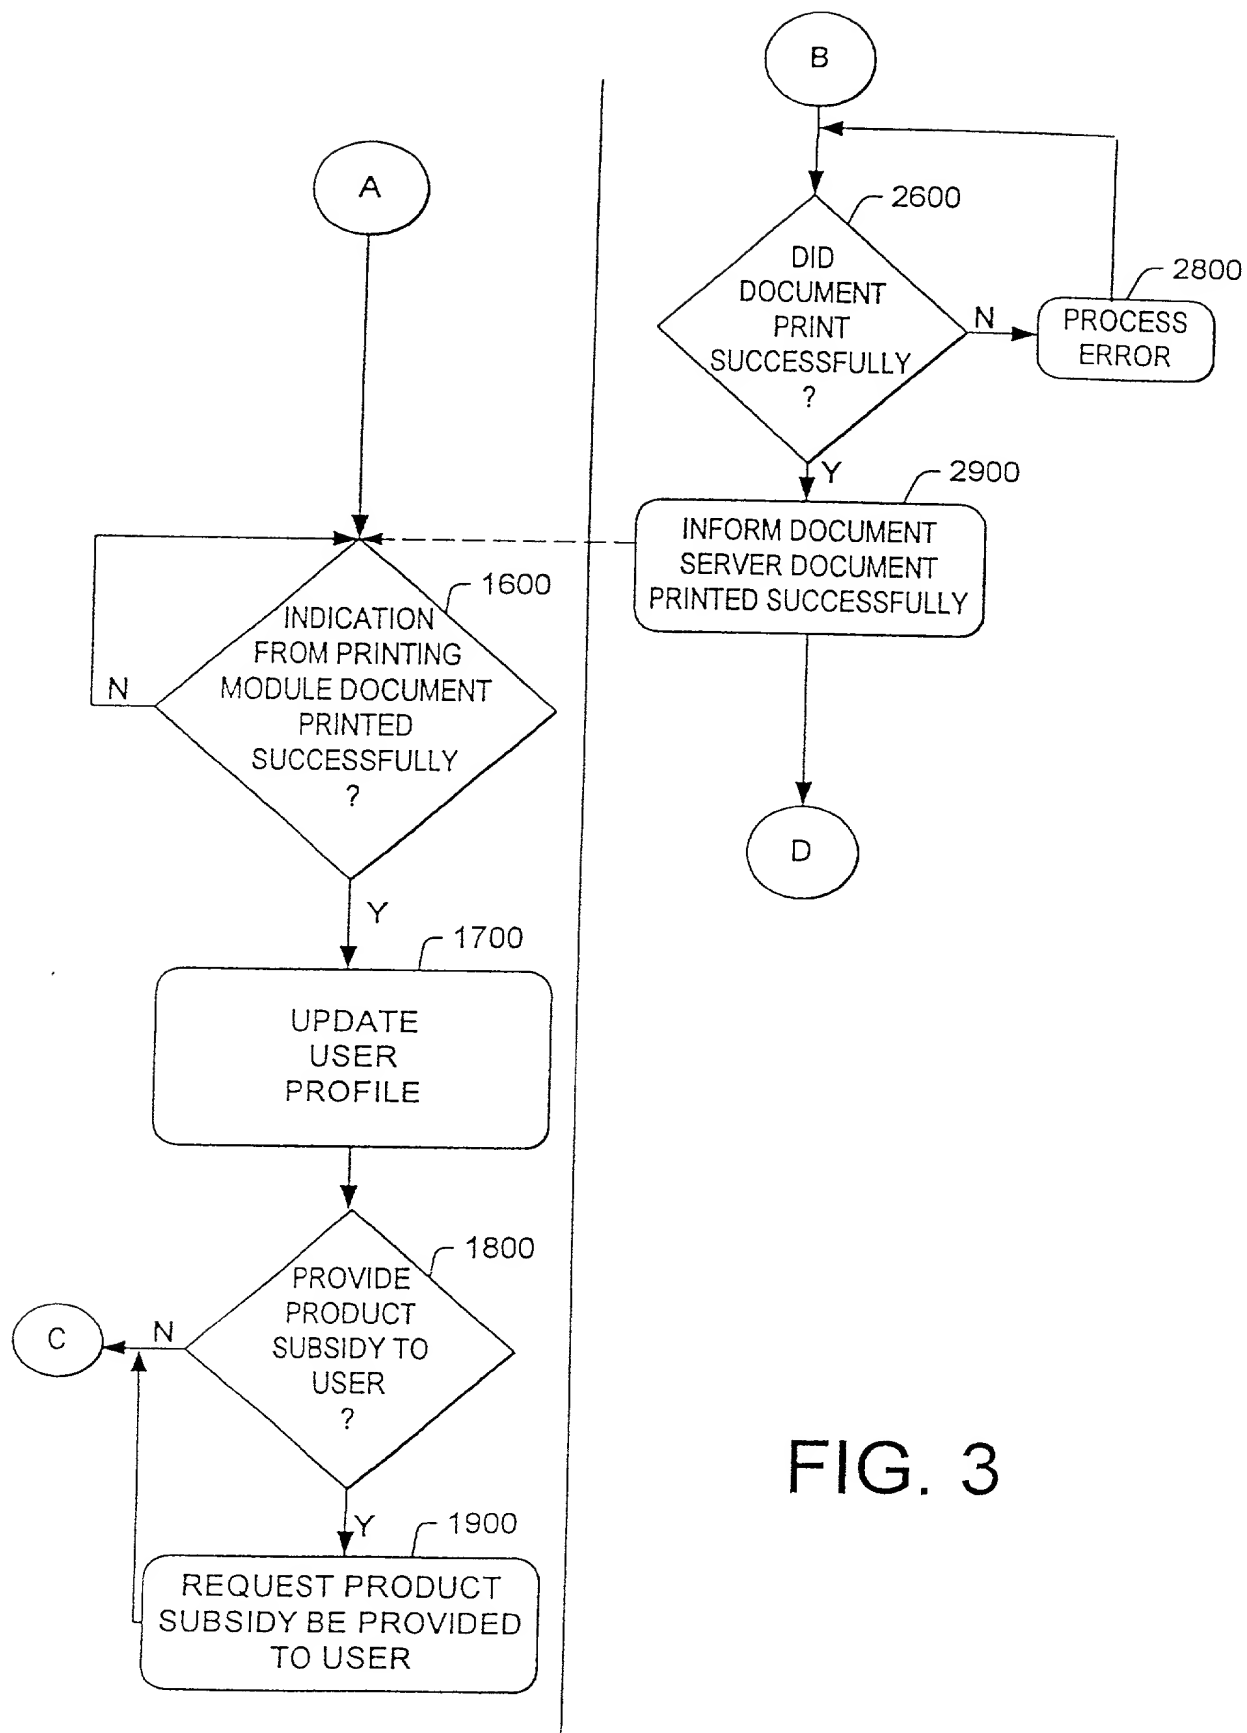 A
1600
INDICATION
FROM PRINTING
MODULE DOCUMENT
PRINTED
SUCCESSFULLY
?
N
Y
1700
UPDATE
USER
PROFILE
1800
PROVIDE
PRODUCT
SUBSIDY TO
USER
?
N
C
Y
1900
REQUEST PRODUCT
SUBSIDY BE PROVIDED
TO USER
B
2600
DID
DOCUMENT
PRINT
SUCCESSFULLY
?
N
2800
PROCESS
ERROR
Y
2900
INFORM DOCUMENT
SERVER DOCUMENT
PRINTED SUCCESSFULLY
D
FIG. 3